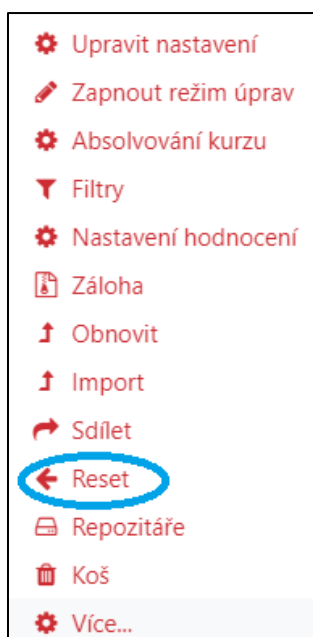 Upravit nastavení
Zapnout režim úprav
Absolvování kurzu
Filtry
Nastavení hodnocení
Záloha
Obnovit
Import
Sdílet
Reset
Repozitáře
Koš
Více...